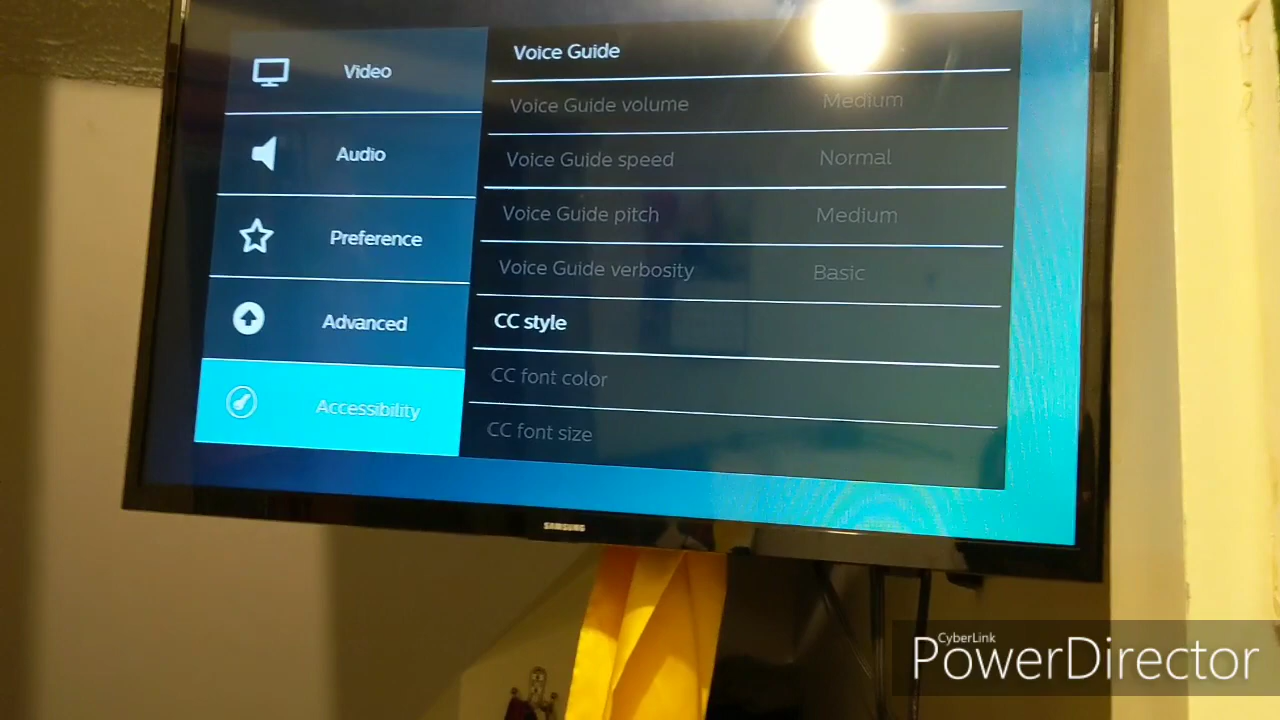 Video
Audio
Preference
Advanced
Accessibility
Voice Guide
Voice Guide volume Medium
Voice Guide speed Normal
Voice Guide pitch Medium
Voice Guide verbosity Basic
CC style
CC font color
CC font size
SAMSUNG
CyberLink
PowerDirector